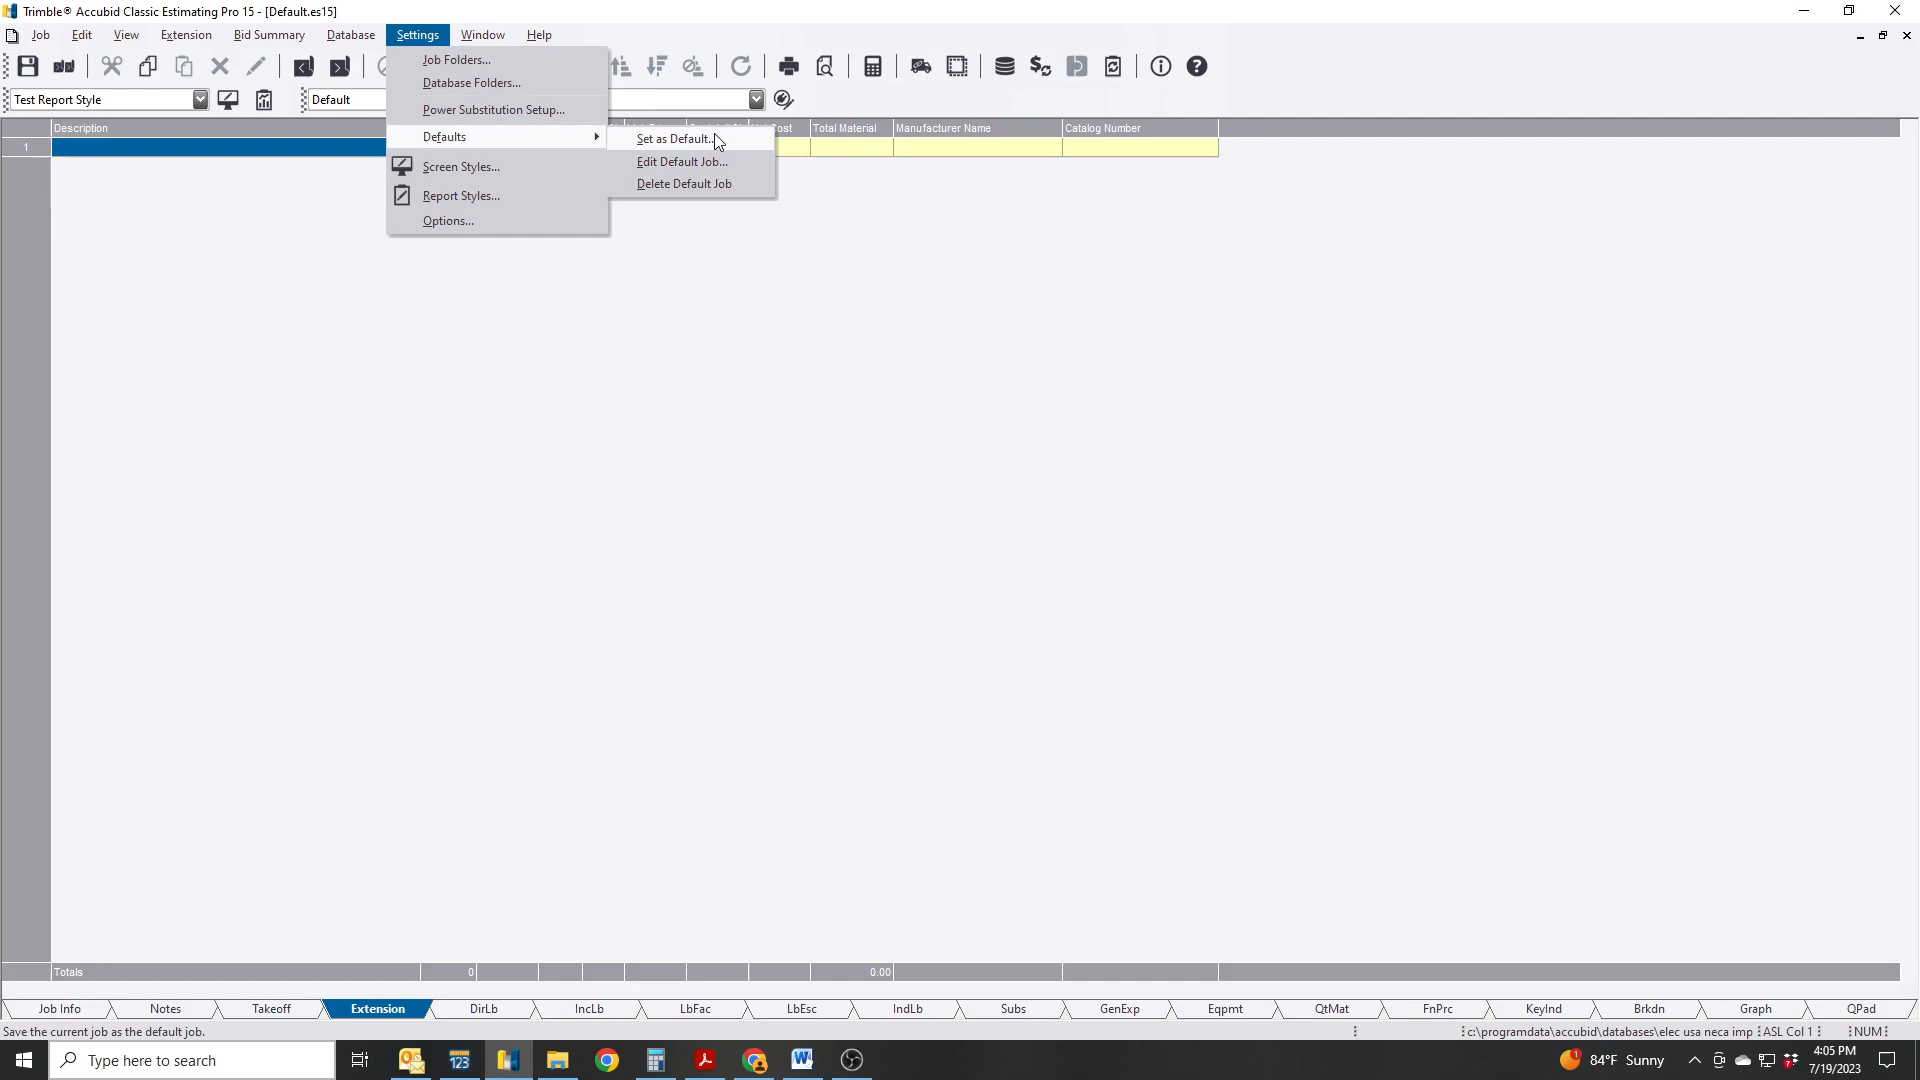 Trimble® Accubid Classic Estimating Pro 15 - [Default.es15]
Job Edit View Extension Bid Summary Database Settings Window Help
Job Folders...
Database Folders...
Power Substitution Setup...
Defaults
Screen Styles...
Report Styles...
Options...
Set as Default...
Edit Default Job...
Delete Default Job
Test Report Style
Default
Description
Cost Total Material Manufacturer Name Catalog Number
1
Totals 0 0.00
Job Info Notes Takeoff Extension DirLb IncLb LbFac LbEsc IndLb Subs GenExp Eqpmt QtMat FnPrc KeyInd Brkdn Graph QPad
Save the current job as the default job. c:\programdata\accubid\databases\elec usa neca imp ASL Col 1 NUM
Type here to search
123
1
84°F Sunny
4:05 PM
7/19/2023